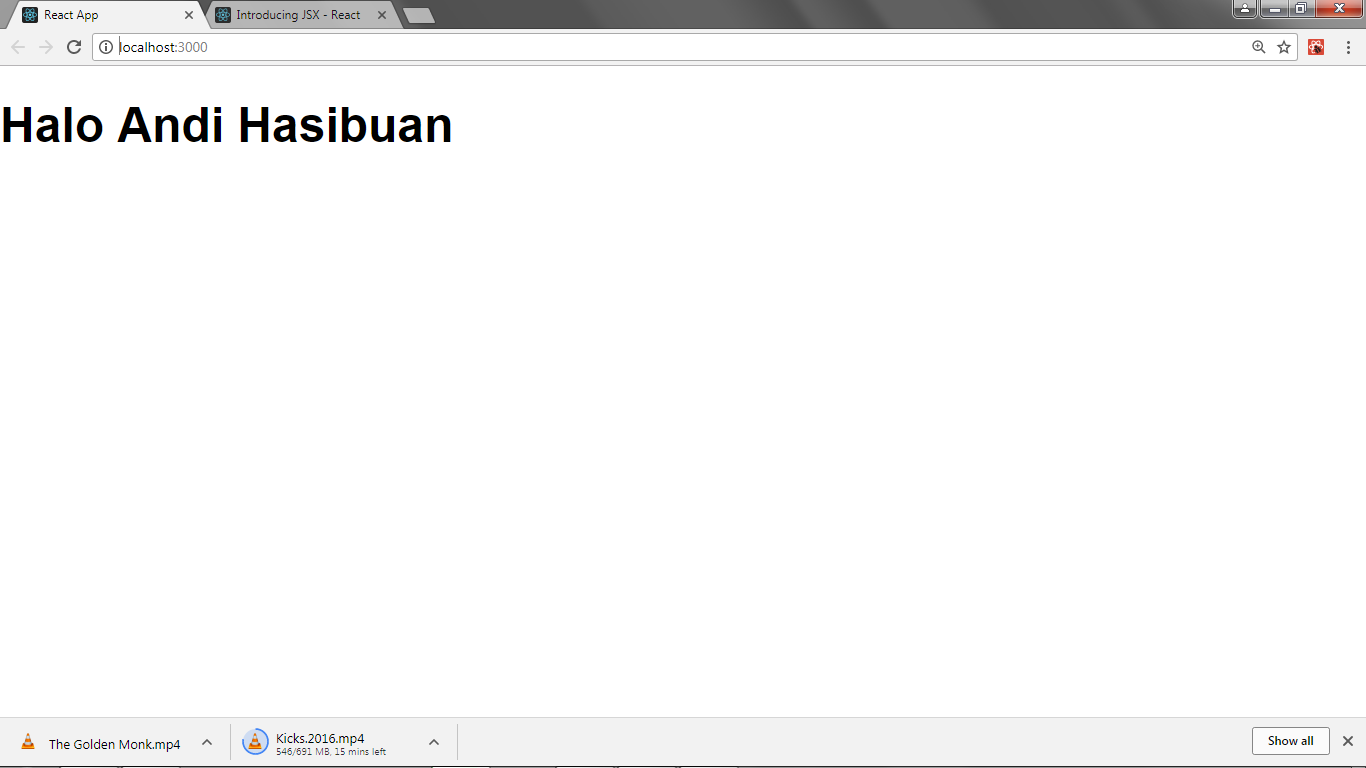 React App
Introducing JSX - React
localhost:3000
Halo Andi Hasibuan
The Golden Monk.mp4
Kicks.2016.mp4
546/691 MB, 15 mins left
Show all